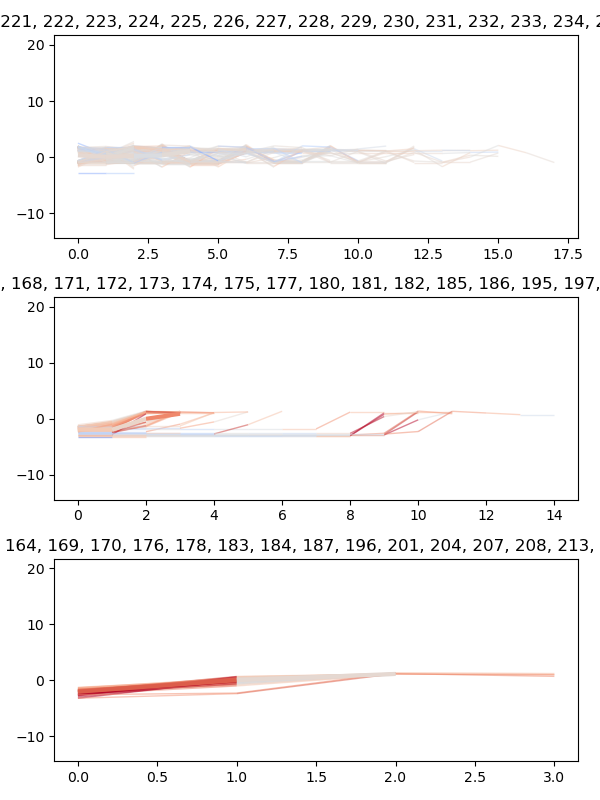 221, 222, 223, 224, 225, 226, 227, 228, 229, 230, 231, 232, 233, 234, 2
20
10
0
−10
0.0 2.5 5.0 7.5 10.0 12.5 15.0 17.5
, 168, 171, 172, 173, 174, 175, 177, 180, 181, 182, 185, 186, 195, 197,
20
10
0
−10
0 2 4 6 8 10 12 14
164, 169, 170, 176, 178, 183, 184, 187, 196, 201, 204, 207, 208, 213,
20
10
0
−10
0.0 0.5 1.0 1.5 2.0 2.5 3.0